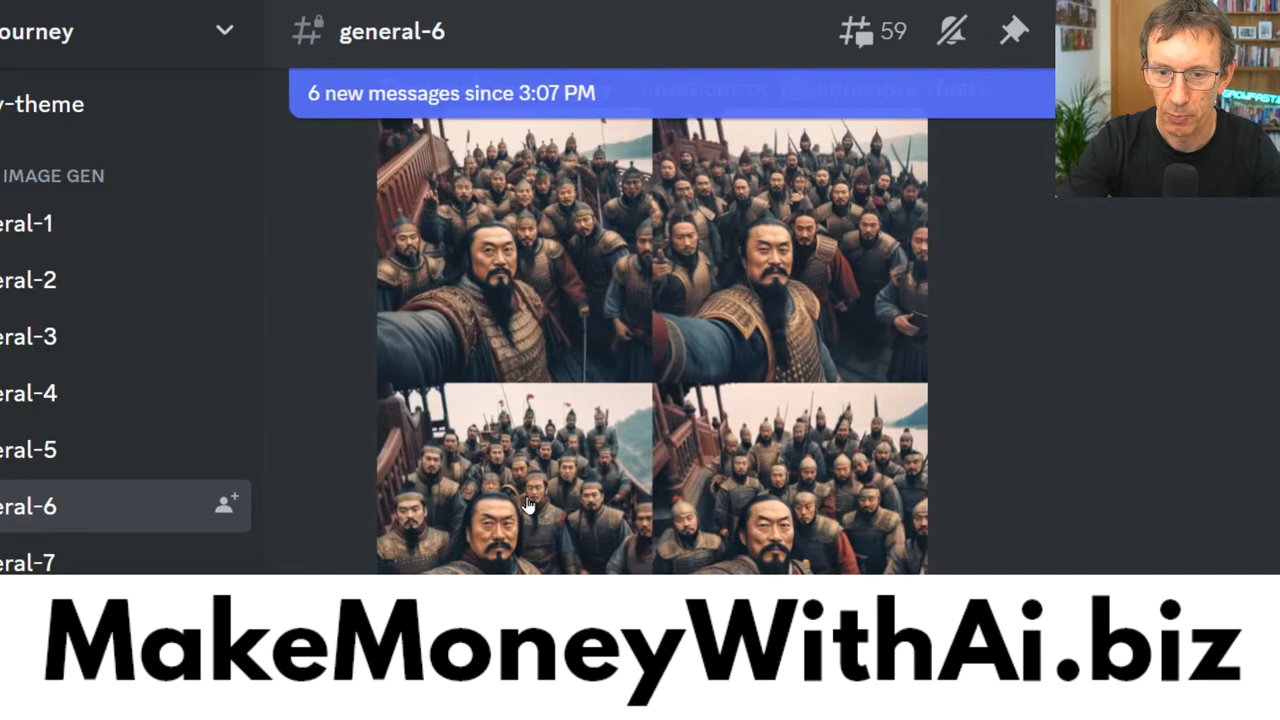 ourney
general-6
59
y-theme
6 new messages since 3:07 PM
IMAGE GEN
eral-1
eral-2
eral-3
eral-4
eral-5
eral-6
eral-7
MakeMoneyWithAi.biz